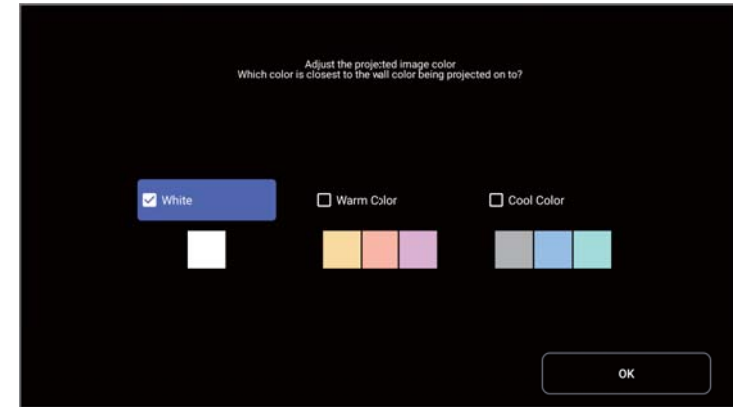 Adjust the projected image color
Which color is closest to the wall color being projected on to?
White
Warm Color
Cool Color
OK